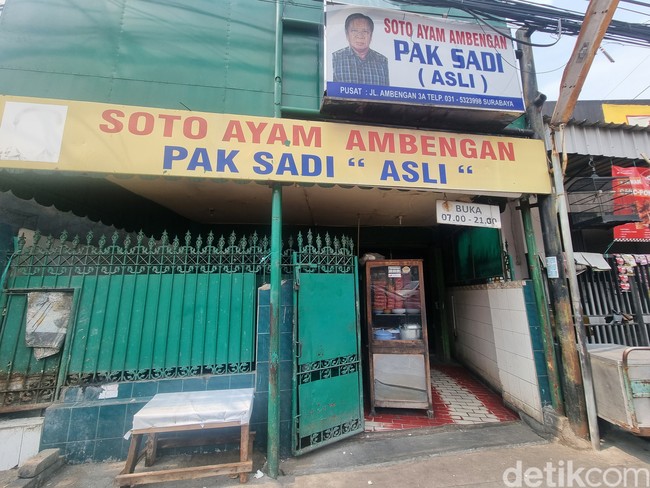 SOTO AYAM AMBENGAN
PAK SADI
( ASLI )
PUSAT : JL. AMBENGAN 3A TELP. 031 - 5323998 SURABAYA
SOTO AYAM AMBENGAN
PAK SADI “ ASLI “
BUKA
07.00 - 21.00
detikcom